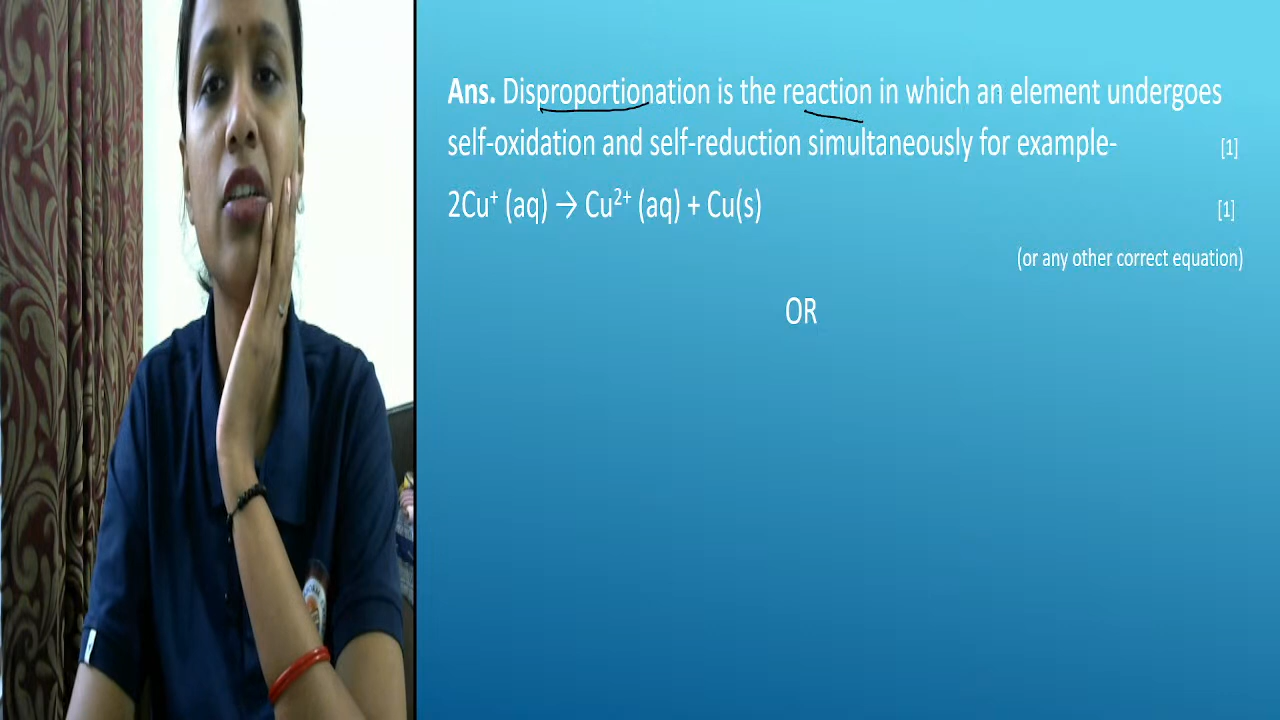 Ans. Disproportionation is the reaction in which an element undergoes
self-oxidation and self-reduction simultaneously for example- [1]
2Cu⁺ (aq) → Cu²⁺ (aq) + Cu(s) [1]
(or any other correct equation)
OR